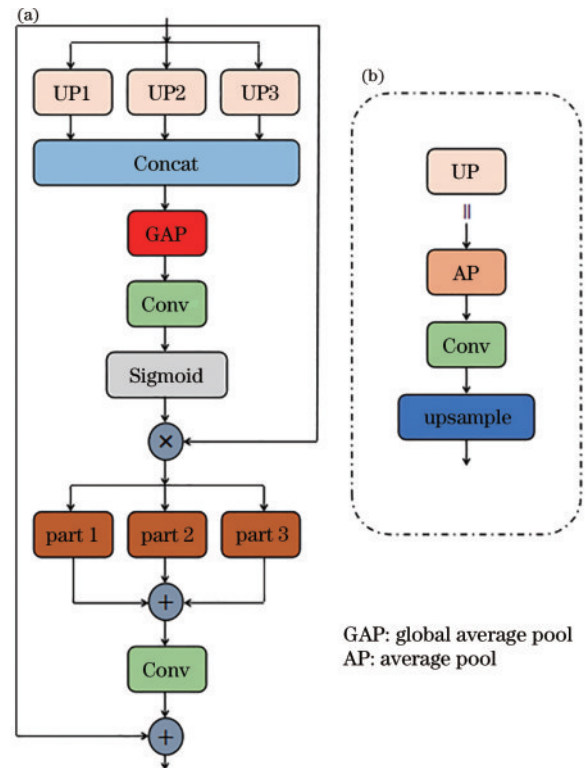 (a)
UP1 UP2 UP3
Concat
GAP
Conv
Sigmoid
×
part 1 part 2 part 3
+
Conv
+
(b)
UP
AP
Conv
upsample
GAP: global average pool
AP: average pool